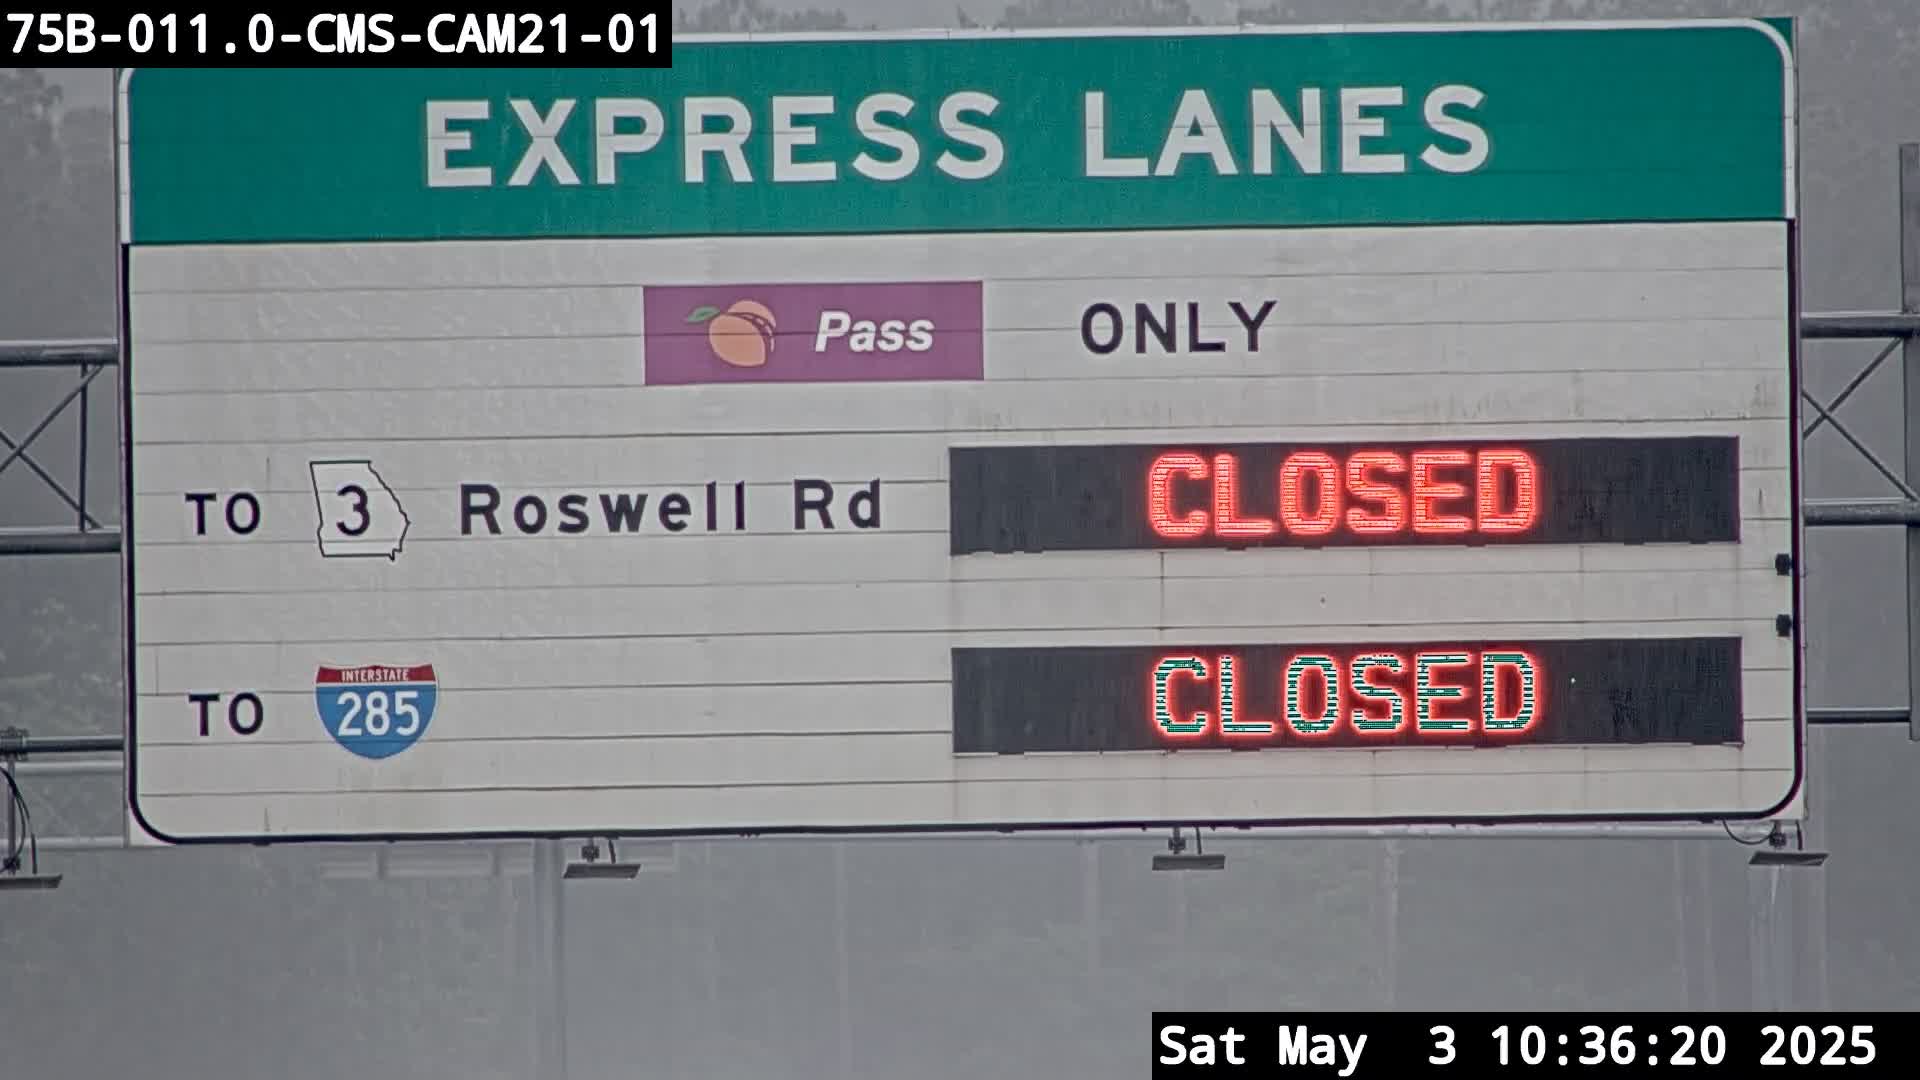 75B-011.0-CMS-CAM21-01
EXPRESS LANES
Pass ONLY
TO 3 Roswell Rd CLOSED
TO INTERSTATE 285 CLOSED
Sat May 3 10:36:20 2025